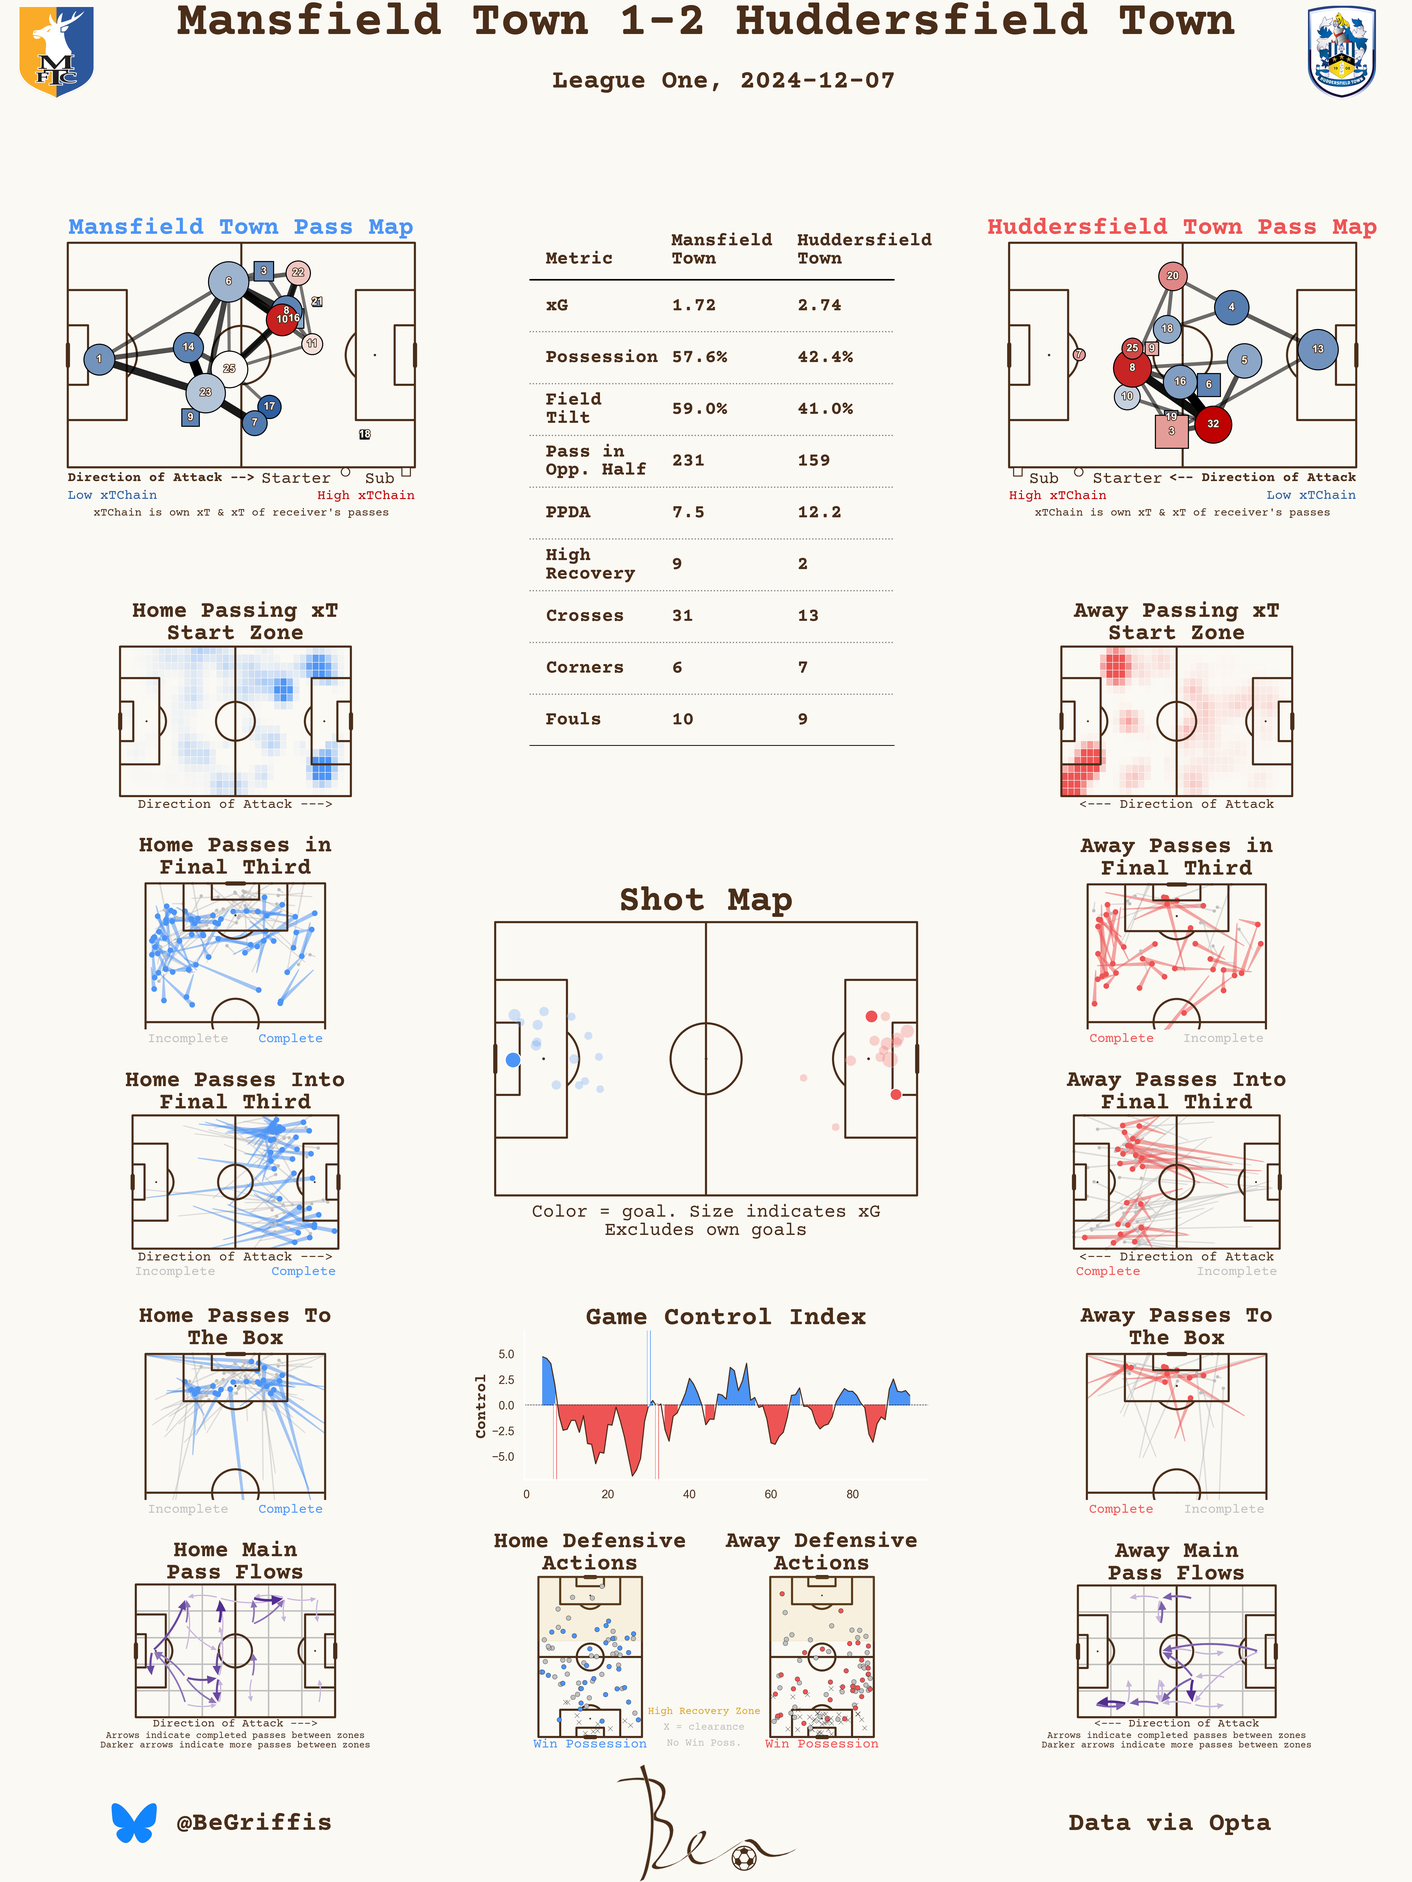 Mansfield Town 1-2 Huddersfield Town
League One, 2024-12-07
M
F T C
HUDDERSFIELD TOWN
Mansfield Town Pass Map
6 3 22 21 8 10 16 11 14 1 25 23 9 17 7 18
Direction of Attack --> Starter Sub
Low xTChain High xTChain
xTChain is own xT & xT of receiver's passes
Metric Mansfield Town Huddersfield Town
xG 1.72 2.74
Possession 57.6% 42.4%
Field Tilt 59.0% 41.0%
Pass in Opp. Half 231 159
PPDA 7.5 12.2
High Recovery 9 2
Crosses 31 13
Corners 6 7
Fouls 10 9
Huddersfield Town Pass Map
20 4 18 25 9 7 13 8 5 16 6 10 19 3 32
Sub Starter <-- Direction of Attack
High xTChain Low xTChain
xTChain is own xT & xT of receiver's passes
Home Passing xT
Start Zone
Direction of Attack --->
Away Passing xT
Start Zone
<--- Direction of Attack
Home Passes in
Final Third
Incomplete Complete
Away Passes in
Final Third
Complete Incomplete
Shot Map
Color = goal. Size indicates xG
Excludes own goals
Home Passes Into
Final Third
Direction of Attack --->
Incomplete Complete
Away Passes Into
Final Third
<--- Direction of Attack
Complete Incomplete
Home Passes To
The Box
Incomplete Complete
Game Control Index
Control
5.0
2.5
0.0
−2.5
−5.0
0 20 40 60 80
Away Passes To
The Box
Complete Incomplete
Home Main
Pass Flows
Direction of Attack --->
Arrows indicate completed passes between zones
Darker arrows indicate more passes between zones
Home Defensive
Actions
Win Possession
High Recovery Zone
X = clearance
No Win Poss.
Away Defensive
Actions
Win Possession
Away Main
Pass Flows
<--- Direction of Attack
Arrows indicate completed passes between zones
Darker arrows indicate more passes between zones
@BeGriffis
Ben
Data via Opta